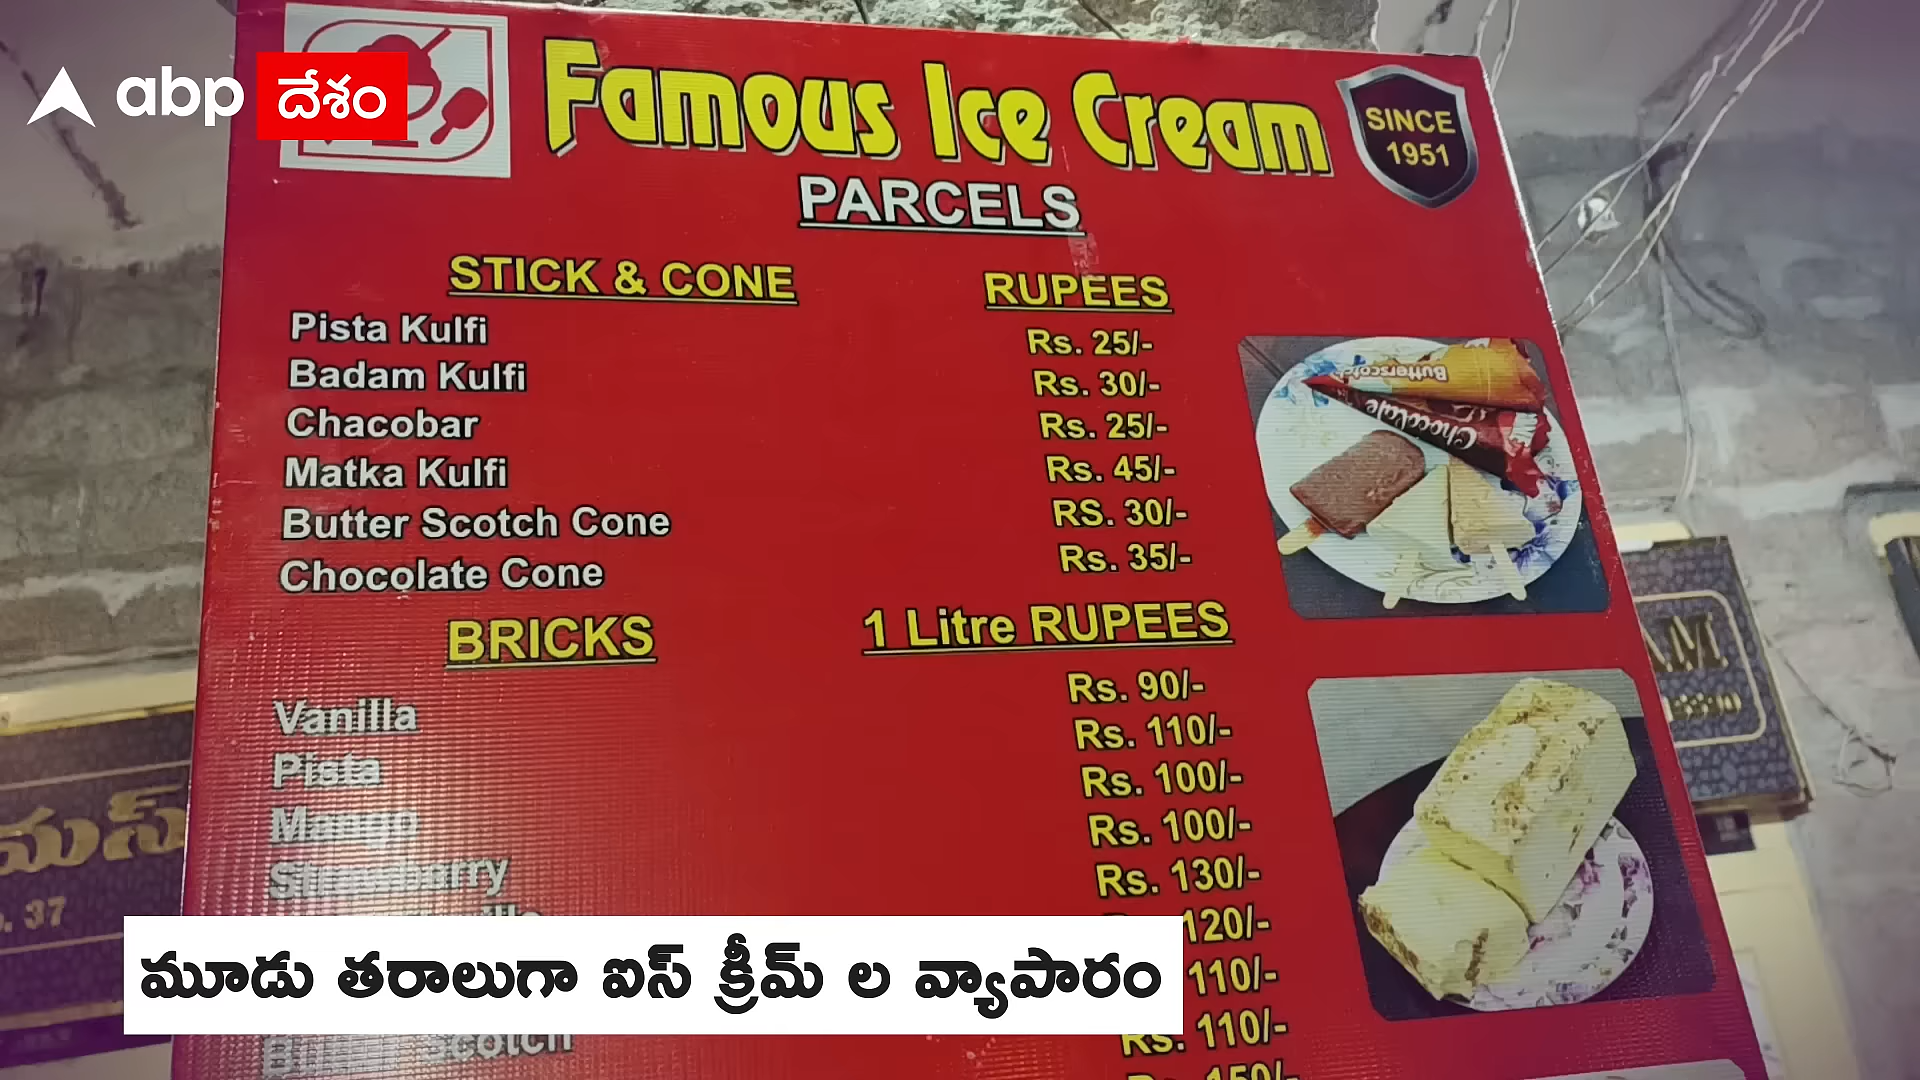 abp దేశం
Famous Ice Cream
SINCE
1951
PARCELS
STICK & CONE RUPEES
Pista Kulfi Rs. 25/-
Badam Kulfi Rs. 30/-
Chacobar Rs. 25/-
Matka Kulfi Rs. 45/-
Butter Scotch Cone RS. 30/-
Chocolate Cone Rs. 35/-
Butterscotch
Chocolate
BRICKS 1 Litre RUPEES
Vanilla Rs. 90/-
Pista Rs. 110/-
Mango Rs. 100/-
Strawberry Rs. 100/-
Rs. 130/-
120/-
110/-
Rs. 110/-
మూడు తరాలుగా ఐస్ క్రీమ్ ల వ్యాపారం
37